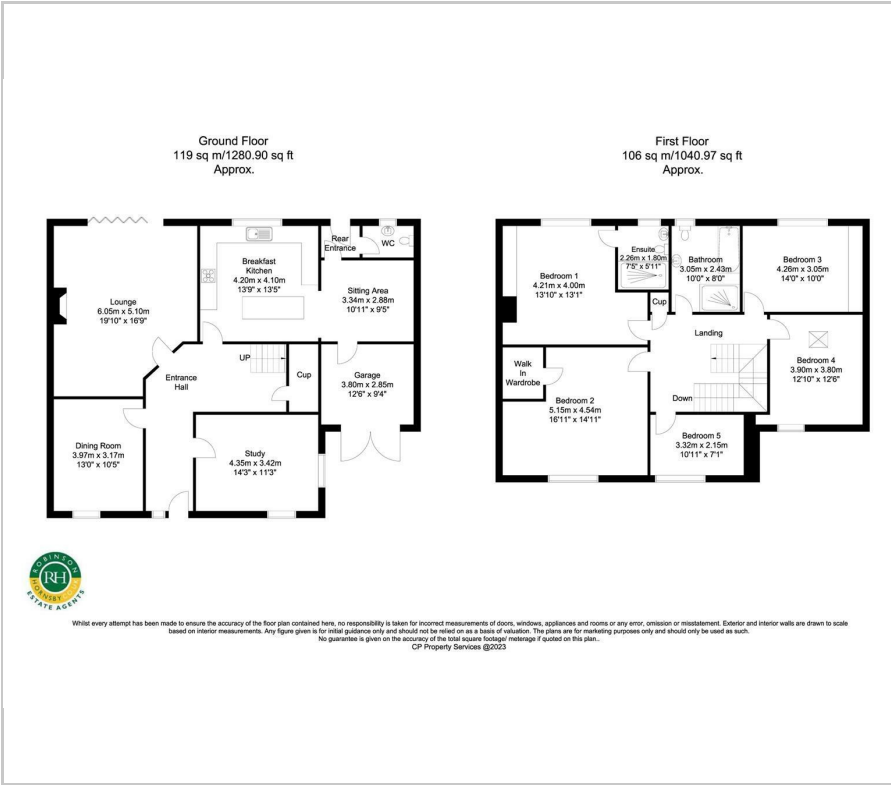 Ground Floor
119 sq m/1280.90 sq ft
Approx.
First Floor
106 sq m/1040.97 sq ft
Approx.
Rear
Entrance
WC
Breakfast
Kitchen
4.20m x 4.10m
13'9" x 13'5"
Sitting Area
3.34m x 2.88m
10'11" x 9'5"
Lounge
6.05m x 5.10m
19'10" x 16'9"
UP
Entrance
Hall
Cup
Garage
3.80m x 2.85m
12'6" x 9'4"
Dining Room
3.97m x 3.17m
13'0" x 10'5"
Study
4.35m x 3.42m
14'3" x 11'3"
Ensuite
2.26m x 1.80m
7'5" x 5'11"
Bathroom
3.05m x 2.43m
10'0" x 8'0"
Bedroom 3
4.26m x 3.05m
14'0" x 10'0"
Bedroom 1
4.21m x 4.00m
13'10" x 13'1"
Cup
Landing
Bedroom 4
3.90m x 3.80m
12'10" x 12'6"
Walk
In
Wardrobe
Down
Bedroom 2
5.15m x 4.54m
16'11" x 14'11"
Bedroom 5
3.32m x 2.15m
10'11" x 7'1"
ROBINSON
RH
HORNSBY
ESTATE AGENTS
Whilst every attempt has been made to ensure the accuracy of the floor plan contained here, no responsibility is taken for incorrect measurements of doors, windows, appliances and rooms or any error, omission or misstatement. Exterior and interior walls are drawn to scale
based on interior measurements. Any figure given is for initial guidance only and should not be relied on as a basis of valuation. The plans are for marketing purposes only and should only be used as such.
No guarantee is given on the accuracy of the total square footage/ meterage if quoted on this plan..
CP Property Services @2023